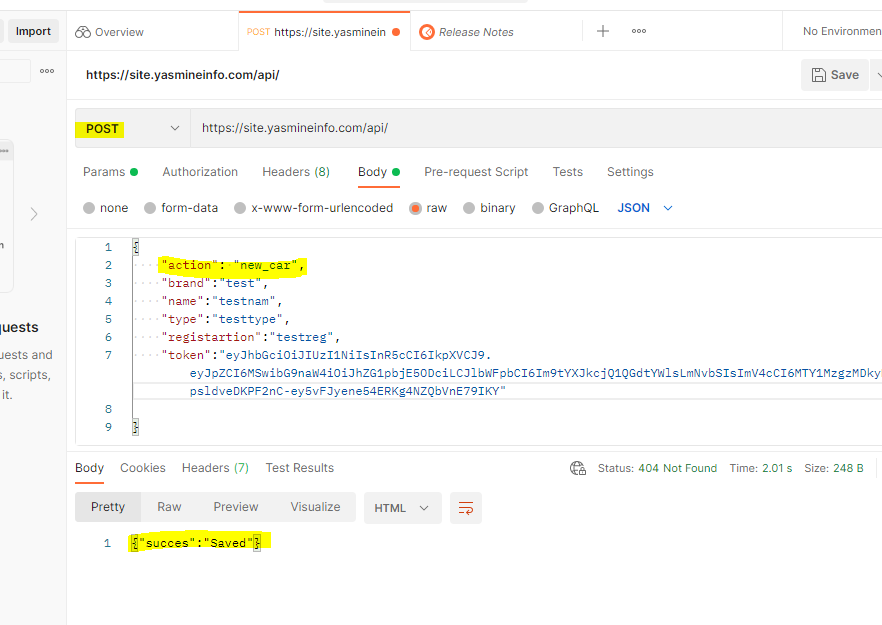 Import
Overview
POST https://site.yasminein
Release Notes
No Environmen
https://site.yasmineinfo.com/api/
Save
POST
https://site.yasmineinfo.com/api/
Params
Authorization
Headers (8)
Body
Pre-request Script
Tests
Settings
none
form-data
x-www-form-urlencoded
raw
binary
GraphQL
JSON
1 {
2 "action": "new_car",
3 "brand":"test",
4 "name":"testnam",
5 "type":"testtype",
6 "registartion":"testreg",
7 "token":"eyJhbGciOiJIUzI1NiIsInR5cCI6IkpXVCJ9.
eyJpZCI6MSwibG9naW4iOiJhZG1pbjE5ODciLCJlbWFpbCI6Im9tYXJkcjQ1QGdtYWlsLmNvbSIsImV4cCI6MTY1MzgzMDky
psldveDKPF2nC-ey5vFJyene54ERKg4NZQbVnE79IKY"
8
9 }
quests
uests and
s, scripts,
it.
Body
Cookies
Headers (7)
Test Results
Status: 404 Not Found
Time: 2.01 s
Size: 248 B
Pretty
Raw
Preview
Visualize
HTML
1 {"succes":"Saved"}